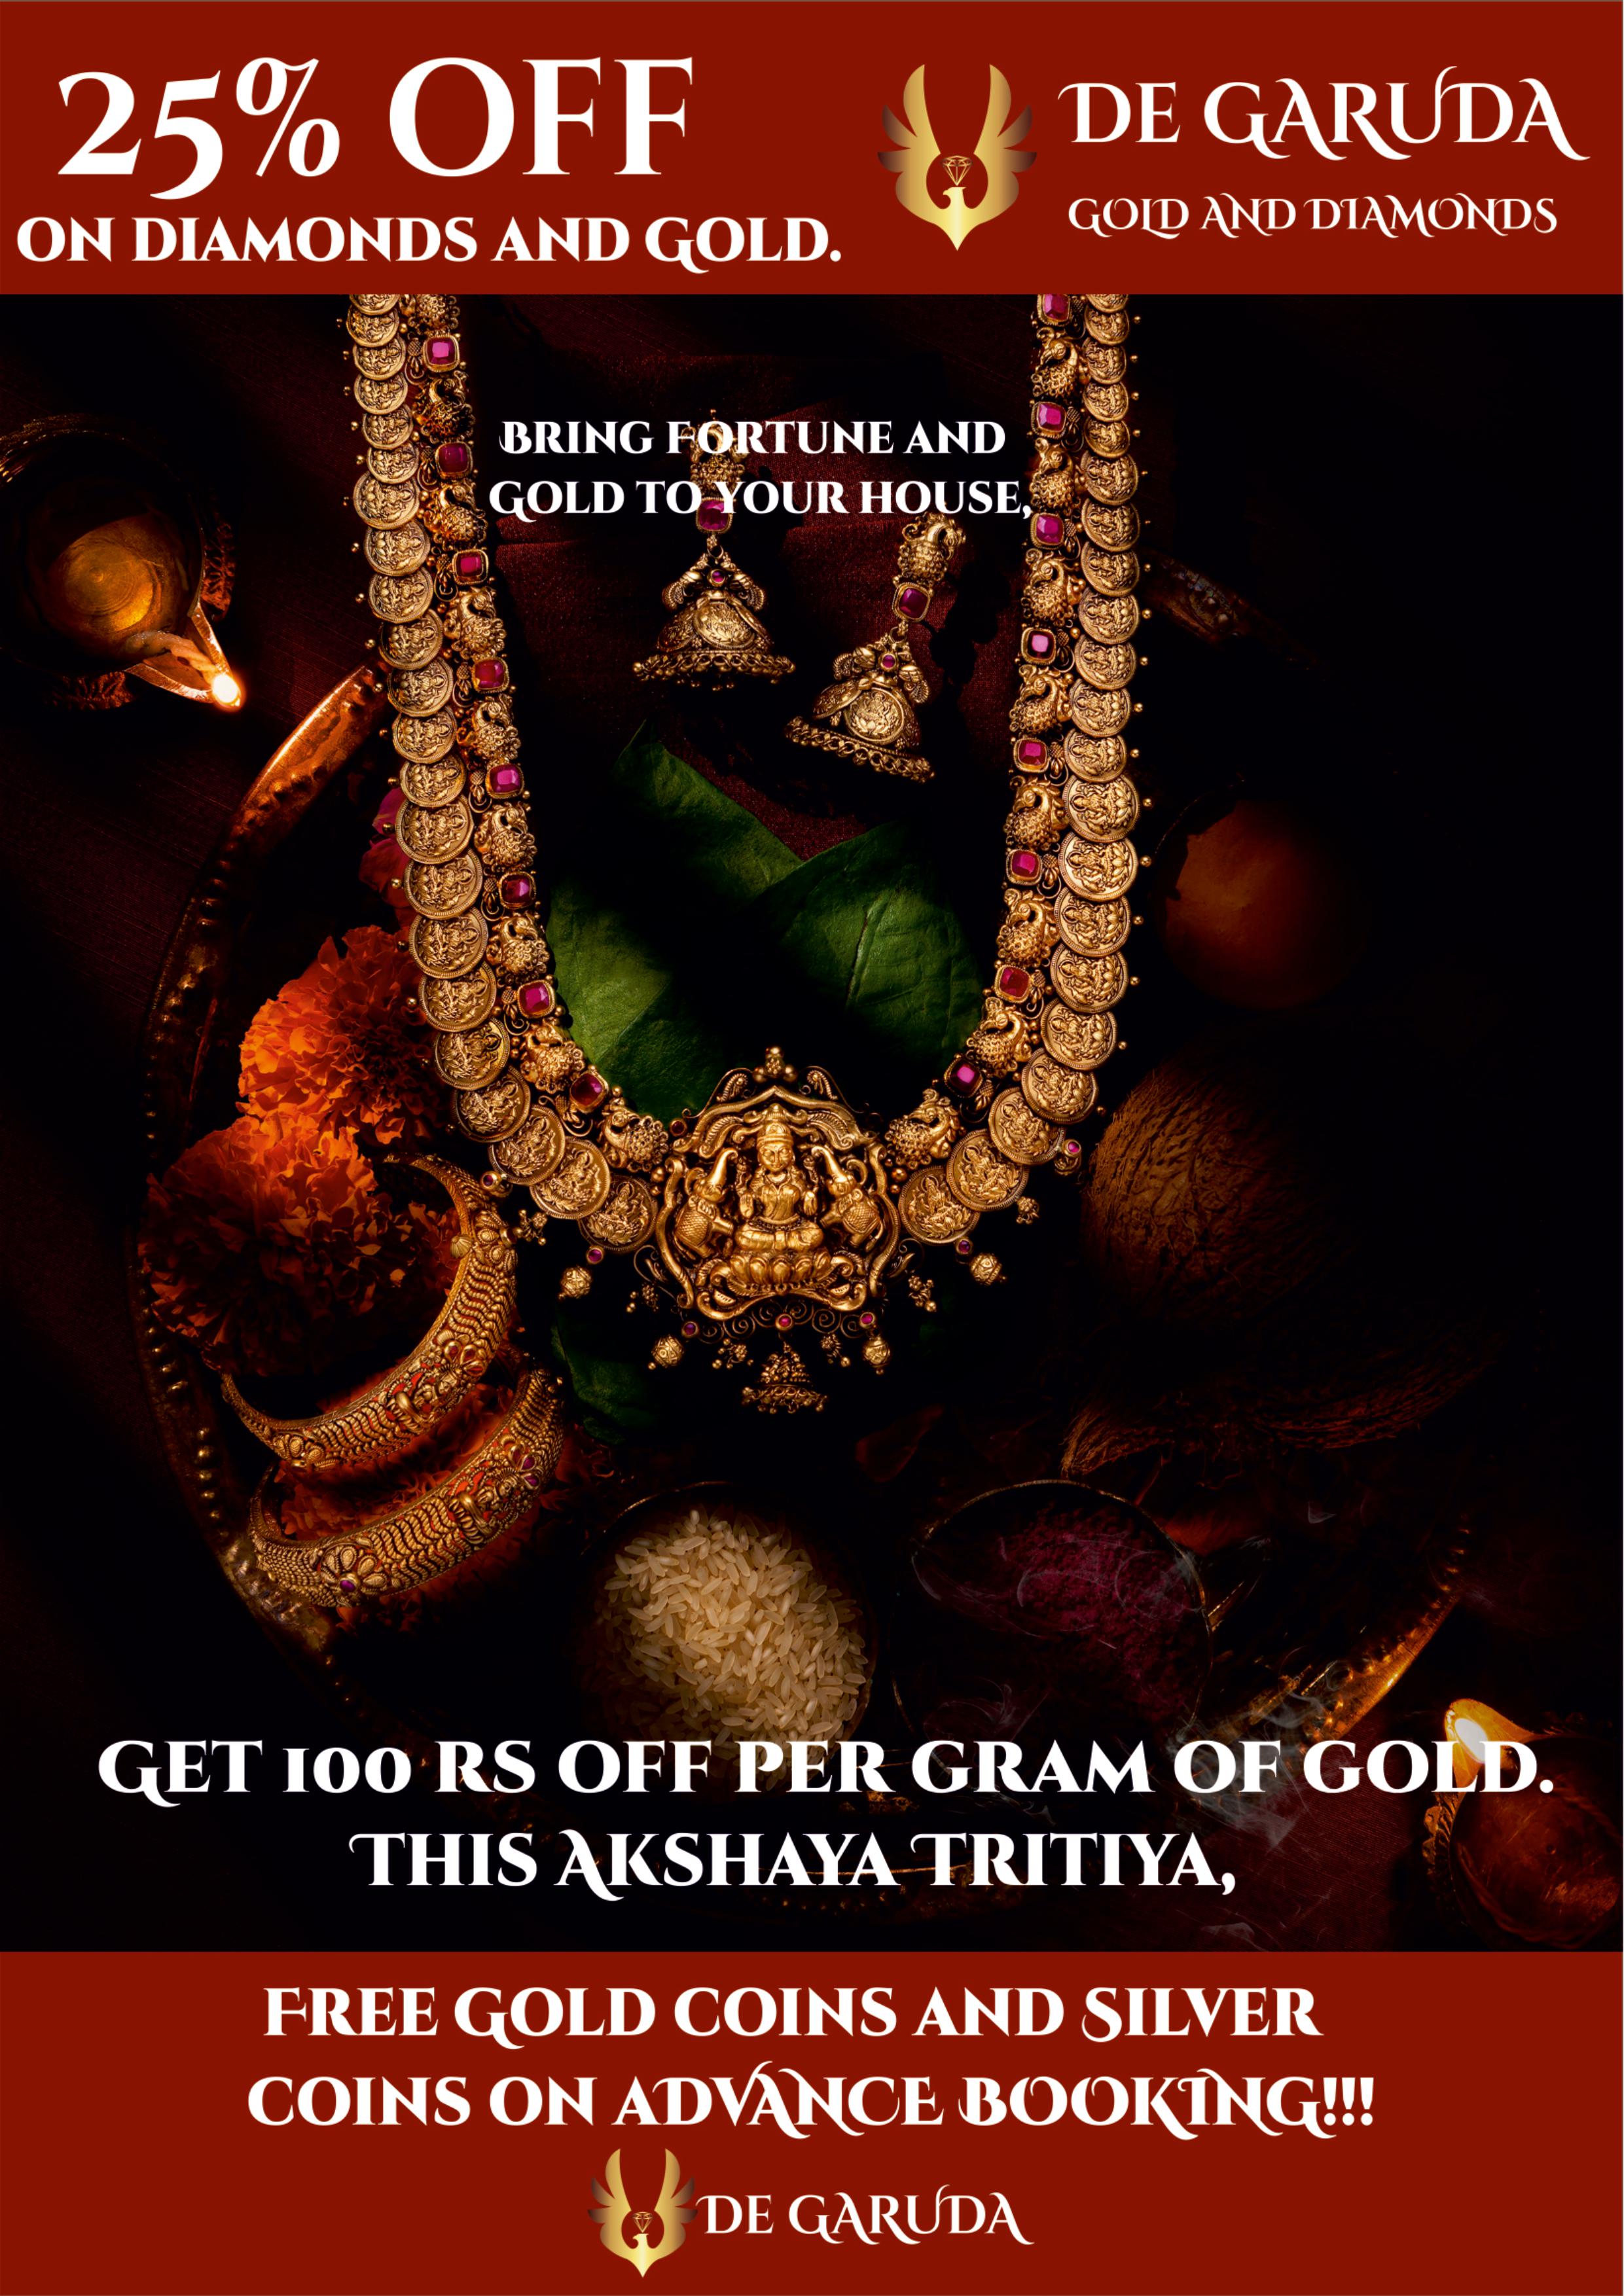 25% OFF
ON DIAMONDS AND GOLD.
DE GARUDA
GOLD AND DIAMONDS
BRING FORTUNE AND
GOLD TO YOUR HOUSE,
GET 100 RS OFF PER GRAM OF GOLD.
THIS AKSHAYA TRITIYA,
FREE GOLD COINS AND SILVER
COINS ON ADVANCE BOOKING!!!
DE GARUDA